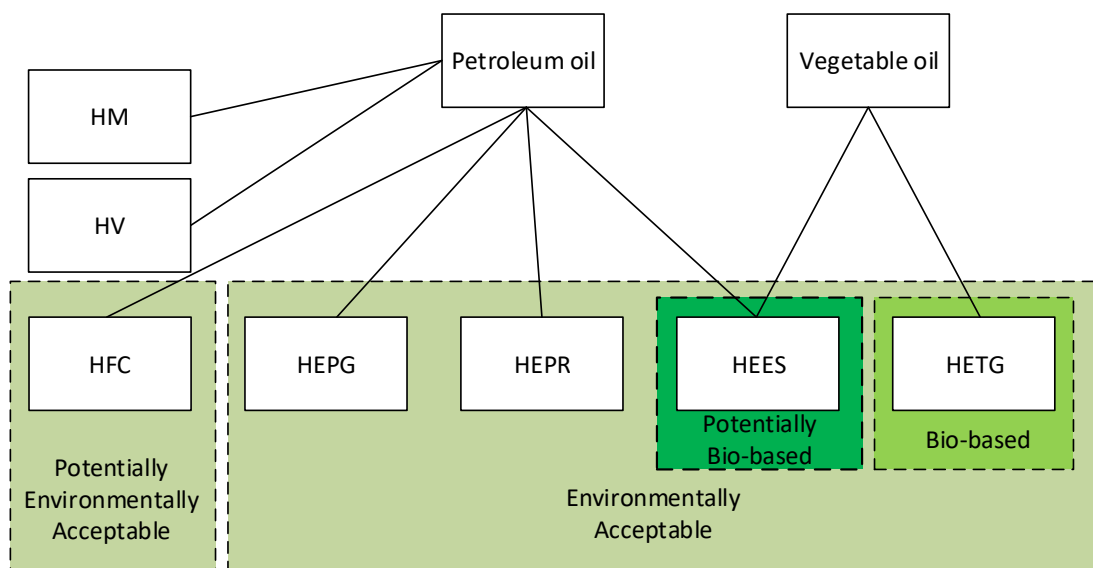 Petroleum oil
Vegetable oil
HM
HV
HFC
HEPG
HEPR
HEES
HETG
Potentially
Bio-based
Bio-based
Potentially
Environmentally
Acceptable
Environmentally
Acceptable